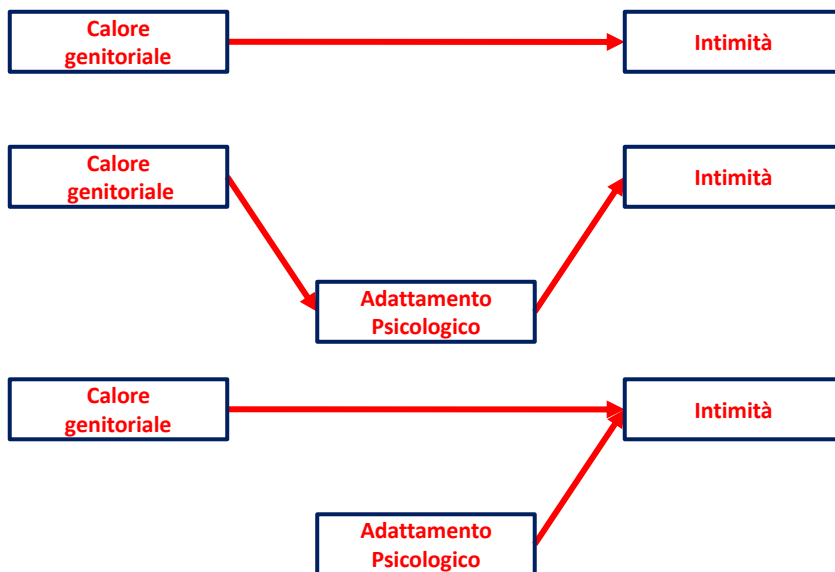 Calore
genitoriale
Intimità
Calore
genitoriale
Intimità
Adattamento
Psicologico
Calore
genitoriale
Intimità
Adattamento
Psicologico